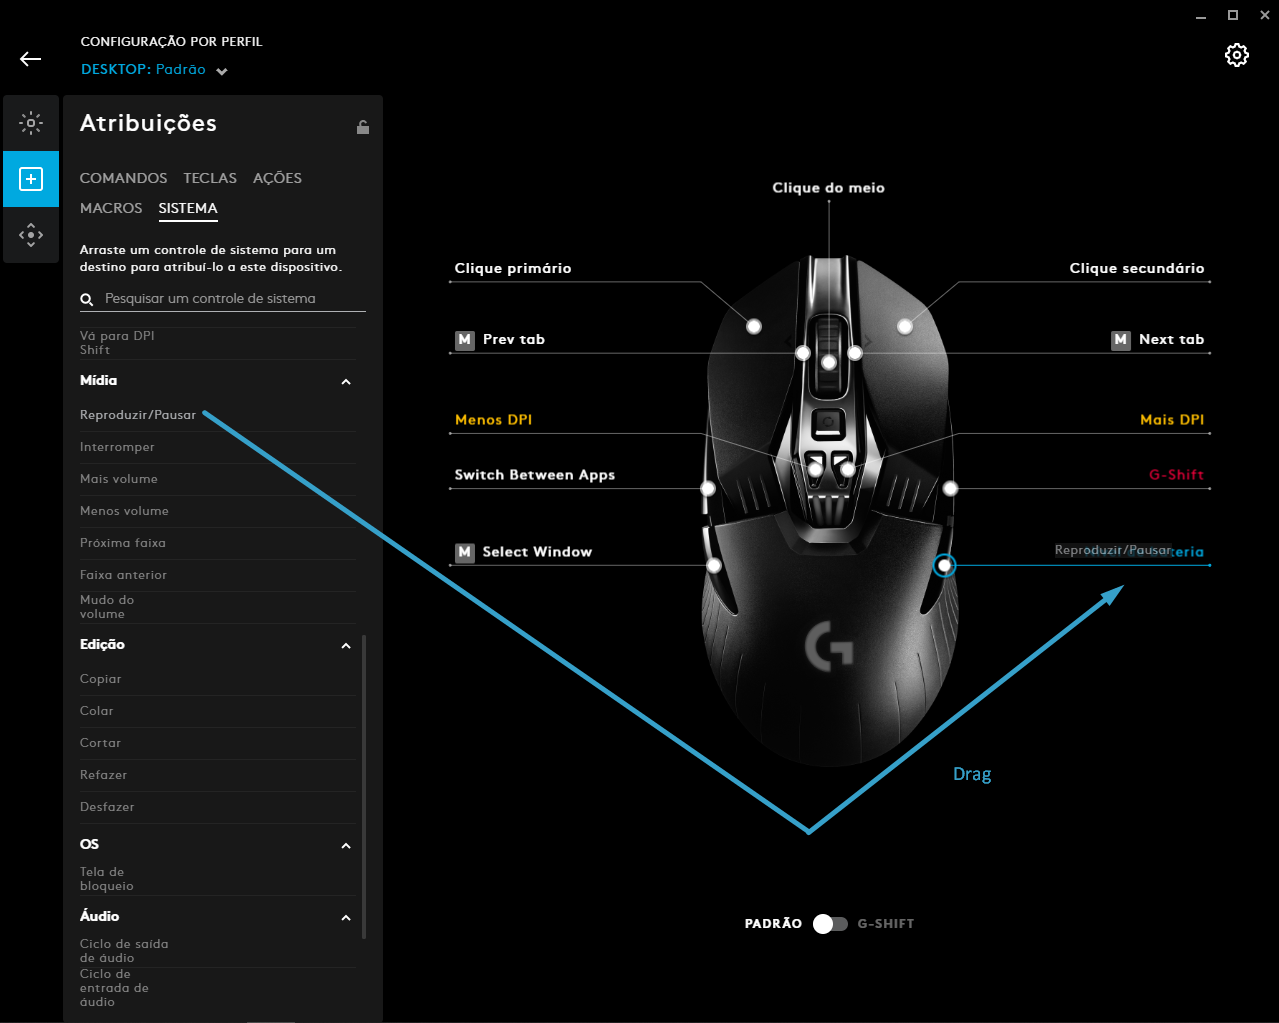 CONFIGURAÇÃO POR PERFIL
DESKTOP: Padrão
Atribuições
COMANDOS TECLAS AÇÕES
MACROS SISTEMA
Arraste um controle de sistema para um
destino para atribuí-lo a este dispositivo.
Pesquisar um controle de sistema
Vá para DPI
Shift
Mídia
Reproduzir/Pausar
Interromper
Mais volume
Menos volume
Próxima faixa
Faixa anterior
Mudo do
volume
Edição
Copiar
Colar
Cortar
Refazer
Desfazer
OS
Tela de
bloqueio
Áudio
Ciclo de saída
de áudio
Ciclo de
entrada de
áudio
Clique do meio
Clique primário
Clique secundário
M Prev tab
M Next tab
Menos DPI
Mais DPI
Switch Between Apps
G-Shift
M Select Window
Reproduzir/Pausar
G
Drag
PADRÃO G-SHIFT